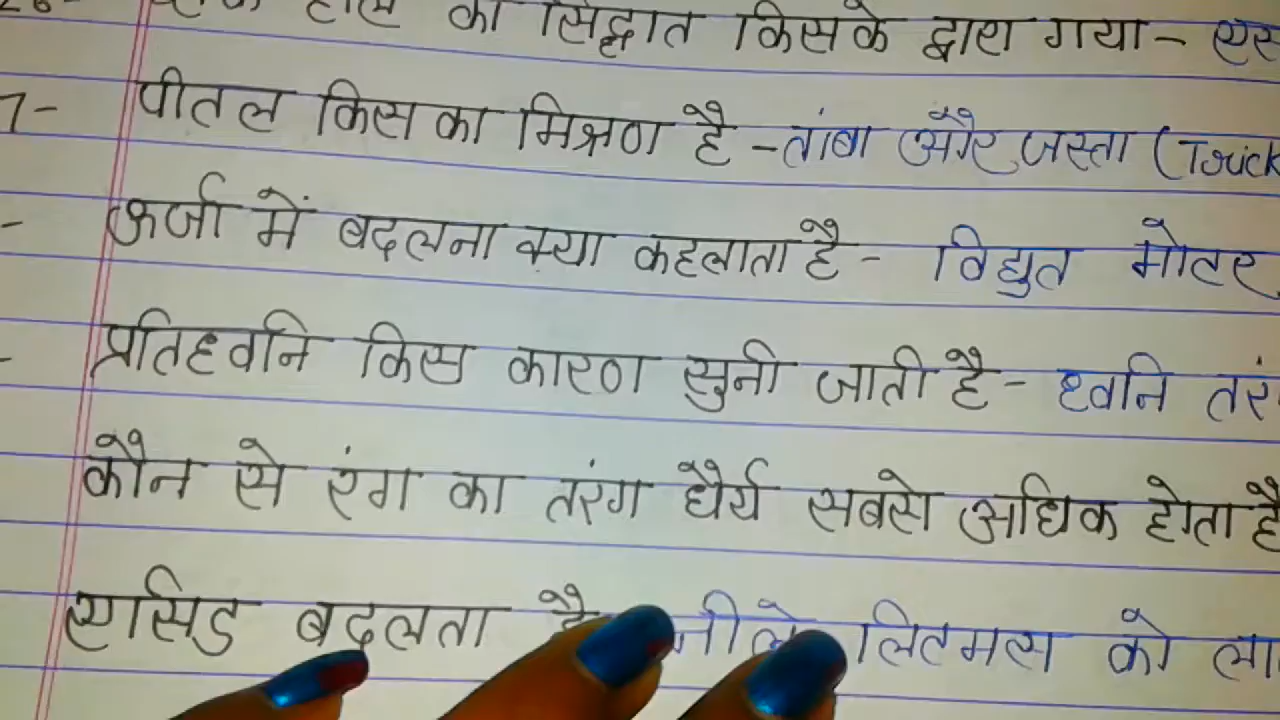 26- होल का सिद्धात किसके द्वारा गया-
7- पीतल किस का मिश्रण है -तांबा और जस्ता (Trick
- ऊर्जा में बदलना क्या कहलाता है - विद्युत मोटर
- प्रतिध्वनि किस कारण सुनी जाती है - ध्वनि तरं
कौन से रंग का तरंग धैर्य सबसे अधिक होता है
एसिड बदलता है नीले लिटमस को ला